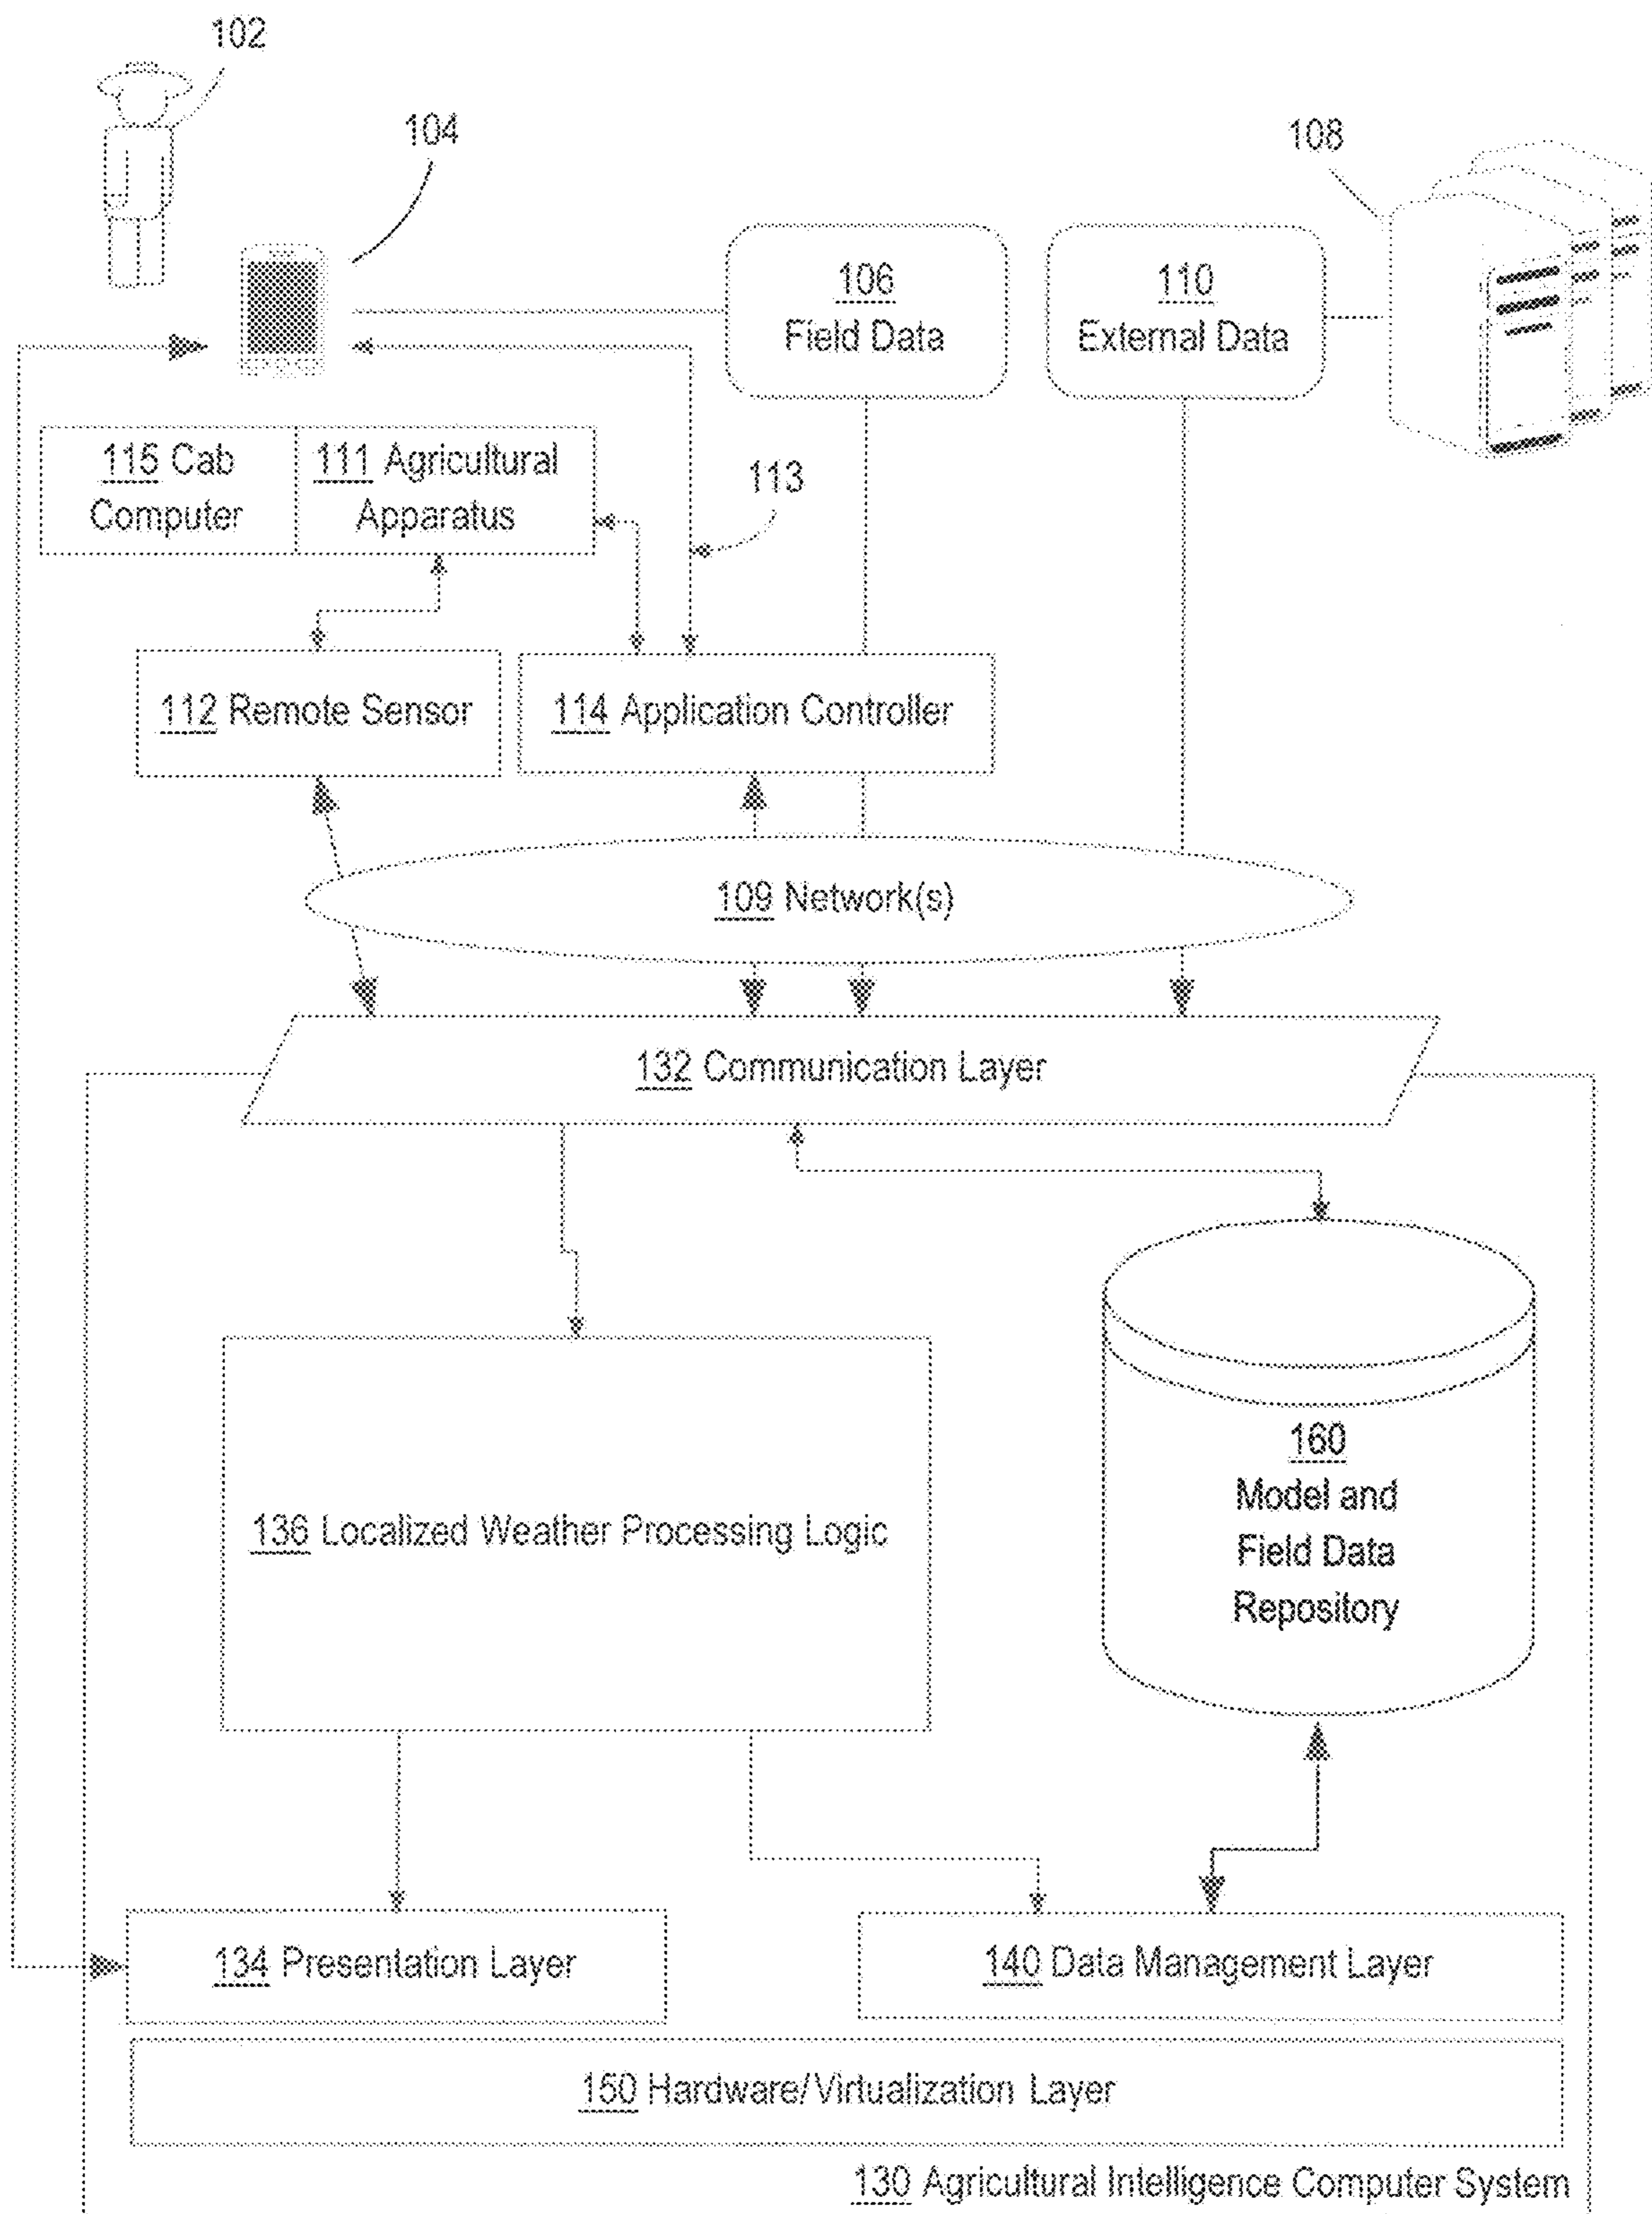 102
104
108
106
Field Data
110
External Data
115 Cab
Computer
111 Agricultural
Apparatus
113
112 Remote Sensor
114 Application Controller
109 Network(s)
132 Communication Layer
160
Model and
Field Data
Repository
136 Localized Weather Processing Logic
134 Presentation Layer
140 Data Management Layer
150 Hardware/Virtualization Layer
130 Agricultural Intelligence Computer System